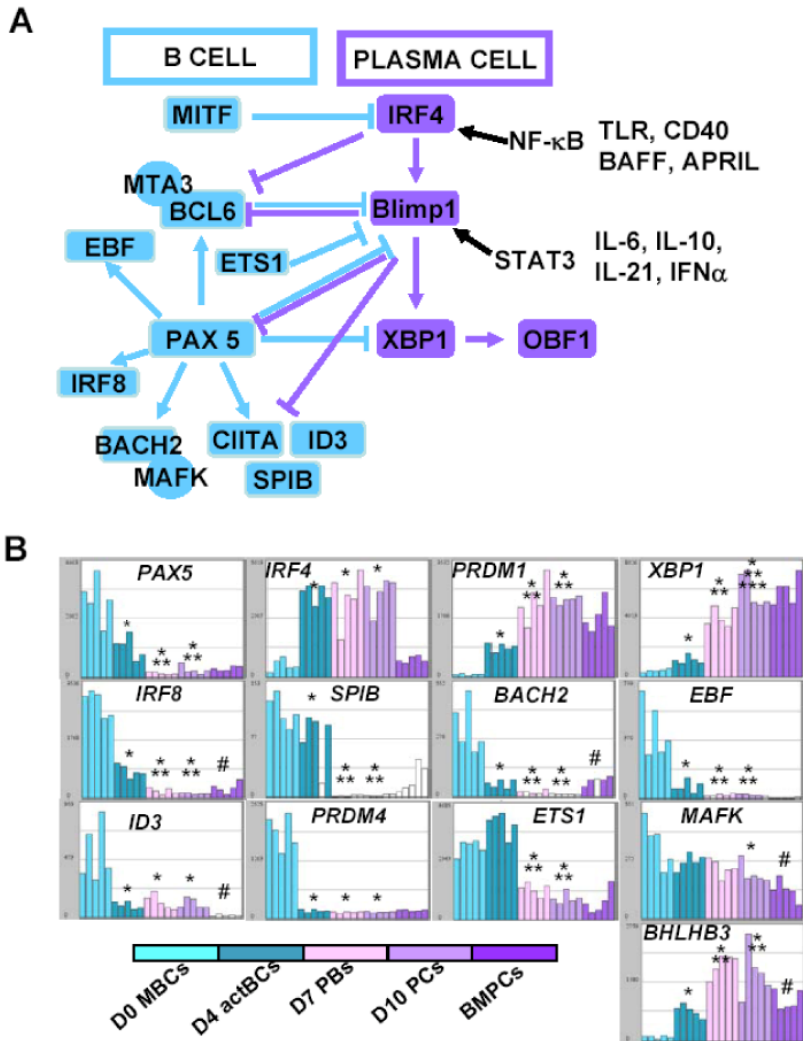 A
B CELL
PLASMA CELL
MITF
IRF4
NF-κB
TLR, CD40
BAFF, APRIL
MTA3
BCL6
Blimp1
EBF
ETS1
STAT3
IL-6, IL-10,
IL-21, IFNα
PAX 5
XBP1
OBF1
IRF8
BACH2
MAFK
CIITA
ID3
SPIB
B
PAX5
*
*
**
*
**
IRF4
*
*
*
PRDM1
*
*
**
*
**
XBP1
*
*
**
*
**
***
IRF8
*
*
**
*
**
#
SPIB
*
*
**
*
**
BACH2
*
*
**
*
**
#
EBF
*
*
**
*
**
ID3
*
*
*
#
PRDM4
*
*
*
ETS1
*
**
*
**
MAFK
*
#
BHLHB3
*
*
**
*
**
#
D0 MBCs
D4 actBCs
D7 PBs
D10 PCs
BMPCs